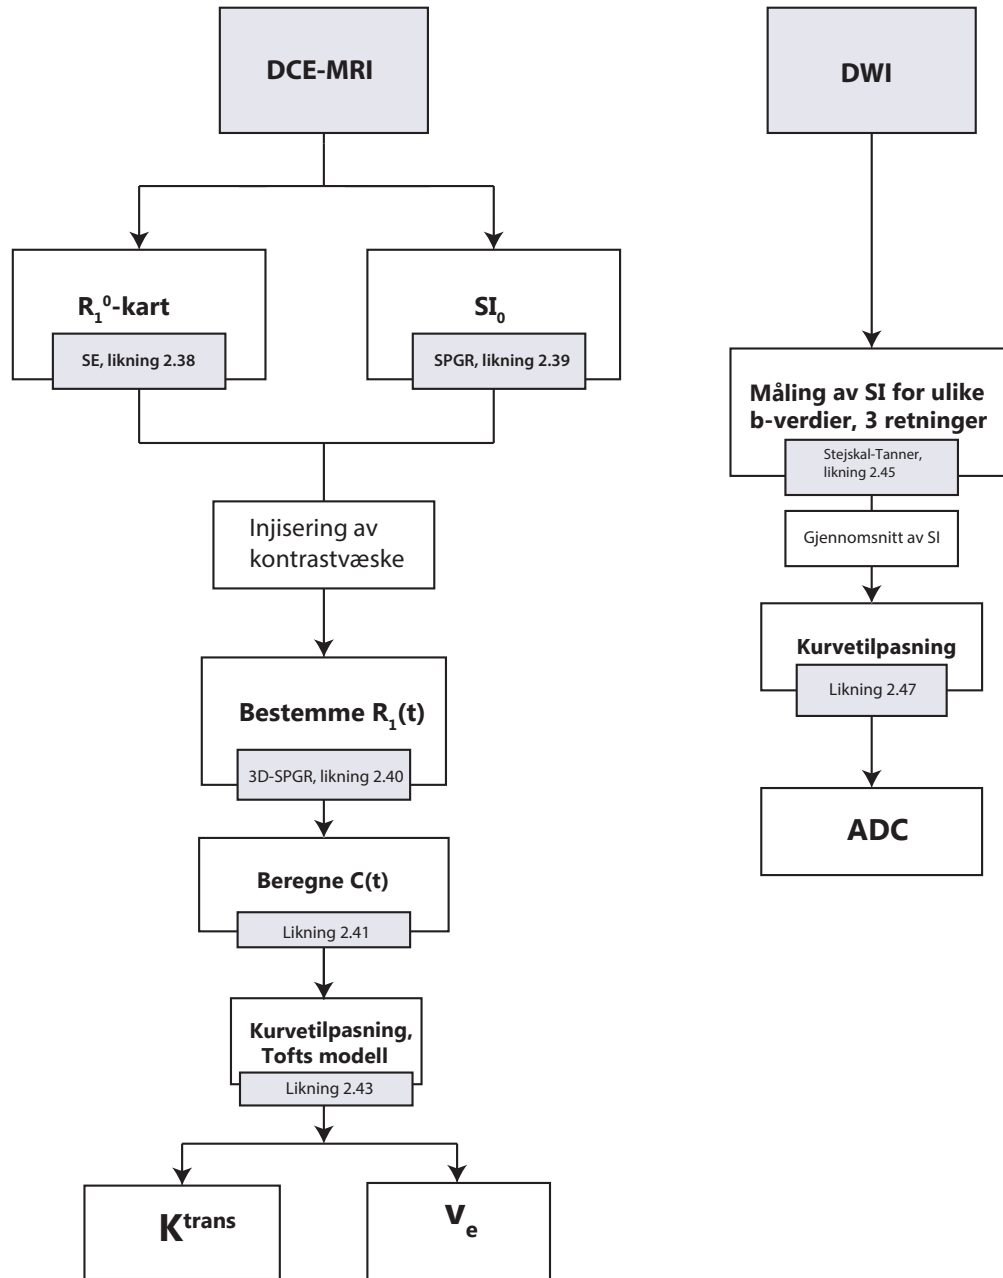 DCE-MRI
R₁⁰-kart
SE, likning 2.38
SI₀
SPGR, likning 2.39
Injisering av
kontrastvæske
Bestemme R₁(t)
3D-SPGR, likning 2.40
Beregne C(t)
Likning 2.41
Kurvetilpasning,
Tofts modell
Likning 2.43
Kᵗʳᵃⁿˢ
vₑ
DWI
Måling av SI for ulike
b-verdier, 3 retninger
Stejskal-Tanner,
likning 2.45
Gjennomsnitt av SI
Kurvetilpasning
Likning 2.47
ADC